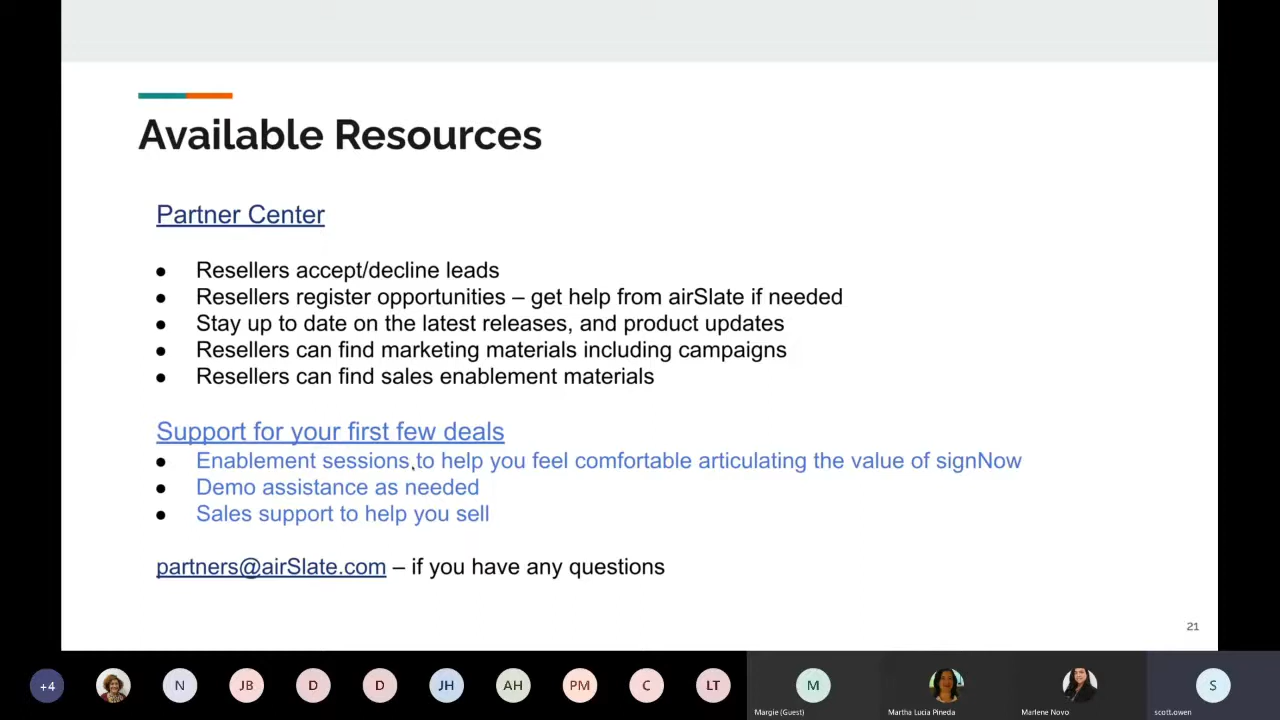 Available Resources
Partner Center
● Resellers accept/decline leads
● Resellers register opportunities – get help from airSlate if needed
● Stay up to date on the latest releases, and product updates
● Resellers can find marketing materials including campaigns
● Resellers can find sales enablement materials
Support for your first few deals
● Enablement sessions to help you feel comfortable articulating the value of signNow
● Demo assistance as needed
● Sales support to help you sell
partners@airSlate.com – if you have any questions
21
+4 N JB D D JH AH PM C LT M S
Margie (Guest) Martha Lucia Pineda Marlene Novo scott.owen